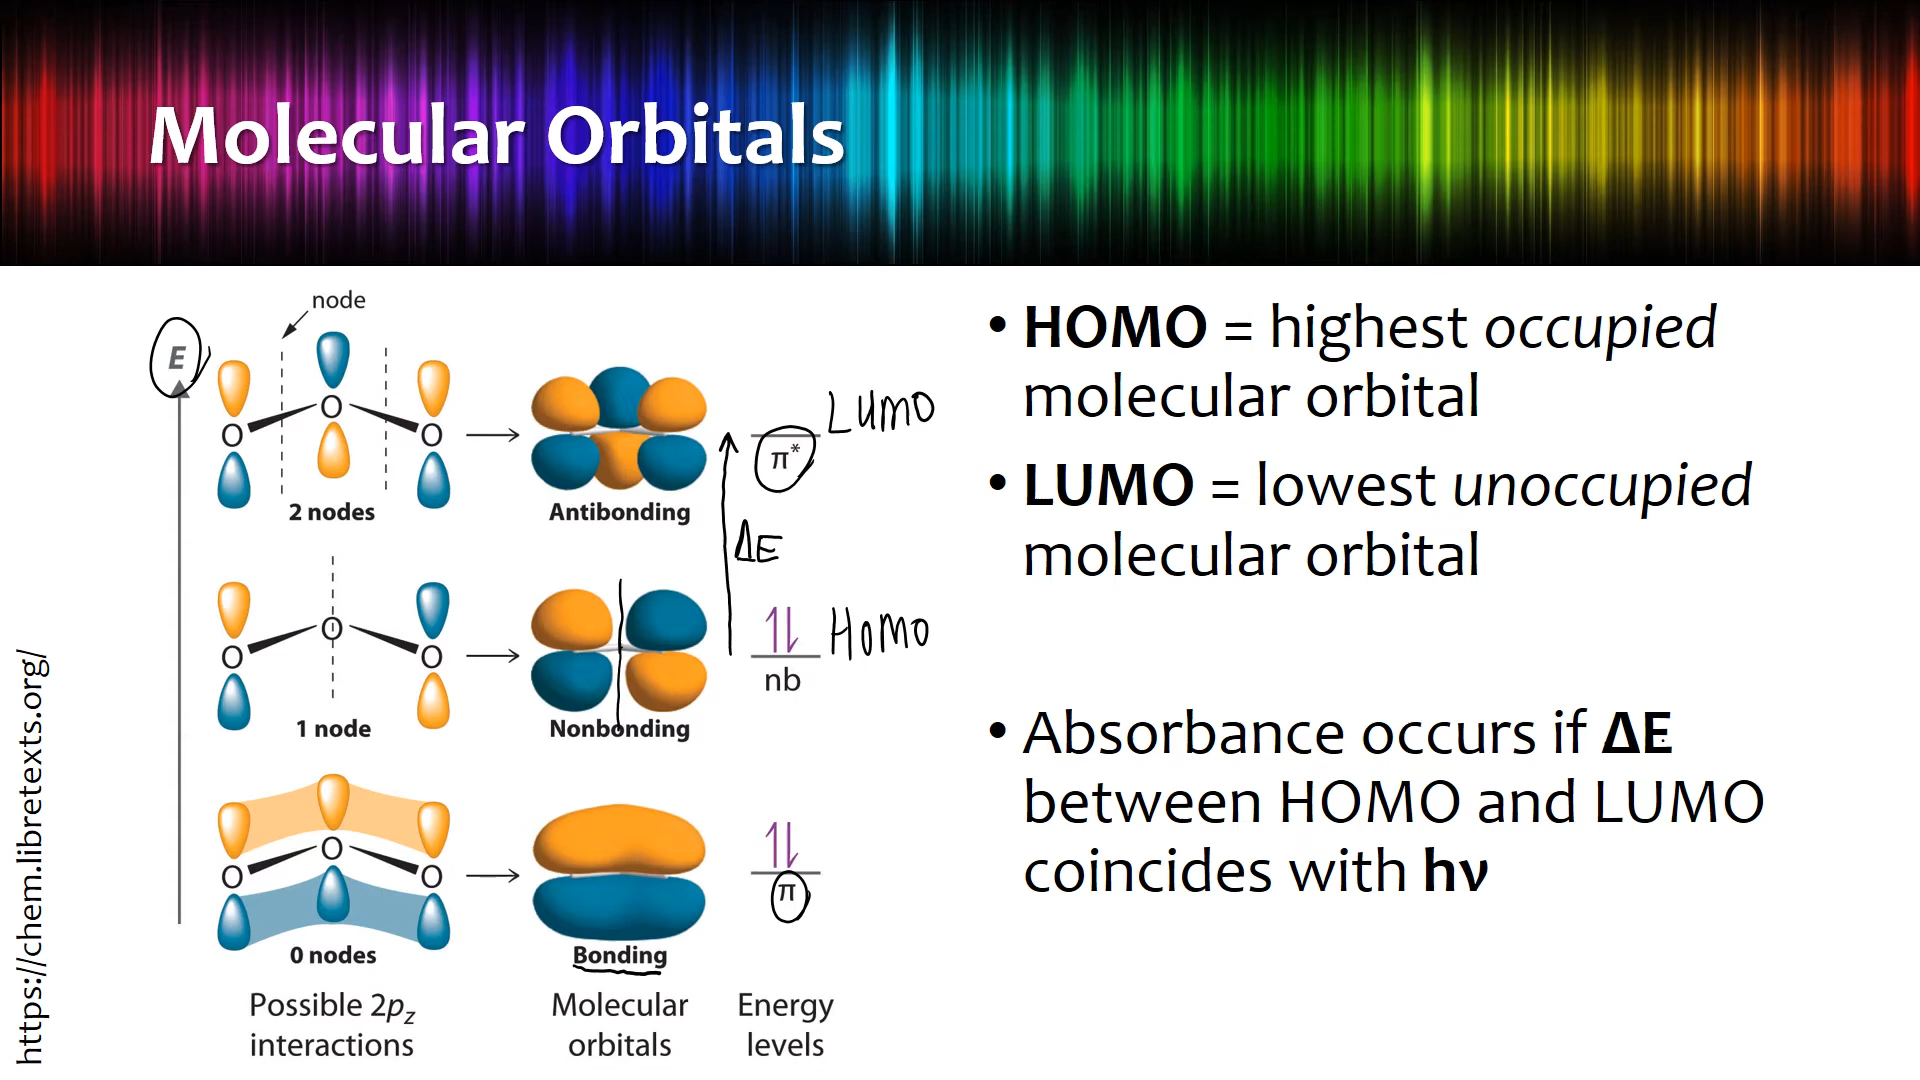 Molecular Orbitals
node
E
O
O
O
2 nodes
Antibonding
π*
LUMO
ΔE
O
O
O
1 node
Nonbonding
nb
HOMO
O
O
O
0 nodes
Bonding
π
Possible 2pz
interactions
Molecular
orbitals
Energy
levels
• HOMO = highest occupied
molecular orbital
• LUMO = lowest unoccupied
molecular orbital
• Absorbance occurs if ΔE
between HOMO and LUMO
coincides with hν
https://chem.libretexts.org/